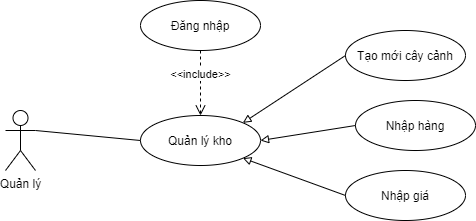 Đăng nhập
<<include>>
Tạo mới cây cảnh
Quản lý kho
Nhập hàng
Quản lý
Nhập giá